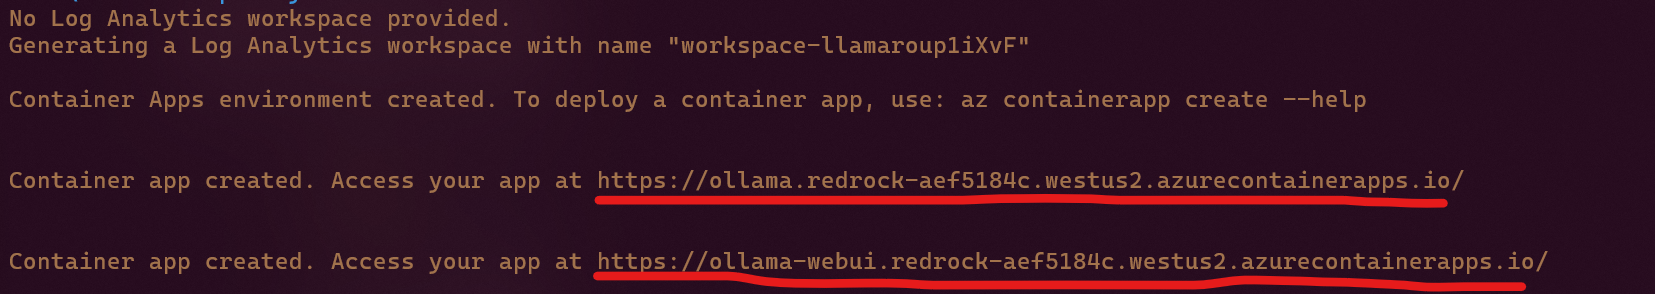 No Log Analytics workspace provided.
Generating a Log Analytics workspace with name "workspace-llamaroup1iXvF"
Container Apps environment created. To deploy a container app, use: az containerapp create --help
Container app created. Access your app at https://ollama.redrock-aef5184c.westus2.azurecontainerapps.io/
Container app created. Access your app at https://ollama-webui.redrock-aef5184c.westus2.azurecontainerapps.io/